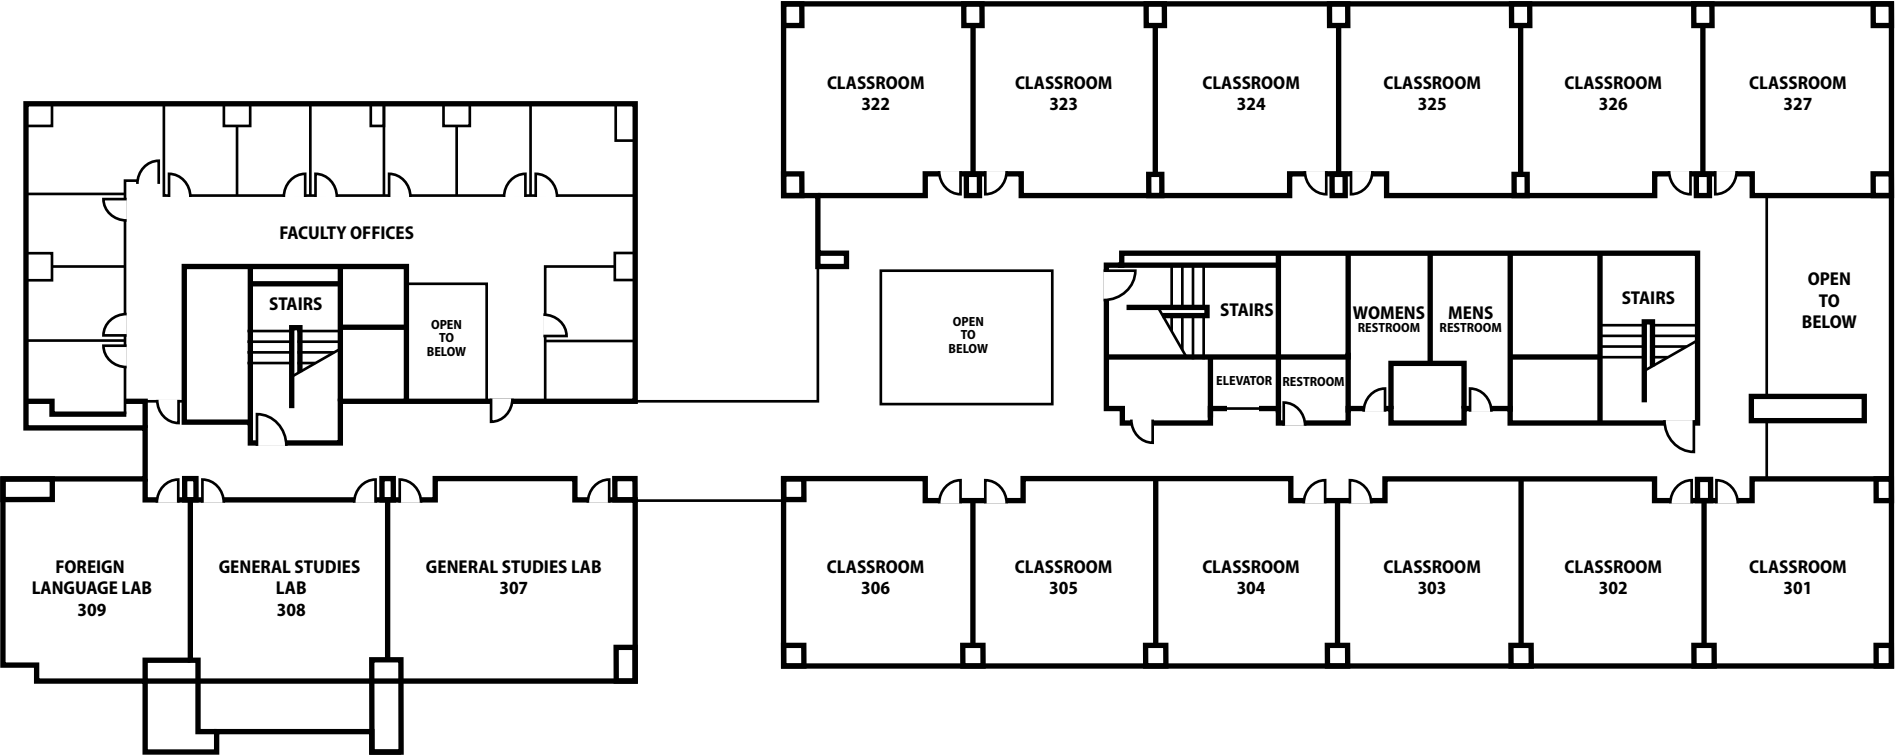 CLASSROOM
322
CLASSROOM
323
CLASSROOM
324
CLASSROOM
325
CLASSROOM
326
CLASSROOM
327
FACULTY OFFICES
STAIRS
OPEN
TO
BELOW
OPEN
TO
BELOW
STAIRS
WOMENS
RESTROOM
MENS
RESTROOM
STAIRS
OPEN
TO
BELOW
ELEVATOR
RESTROOM
FOREIGN
LANGUAGE LAB
309
GENERAL STUDIES
LAB
308
GENERAL STUDIES LAB
307
CLASSROOM
306
CLASSROOM
305
CLASSROOM
304
CLASSROOM
303
CLASSROOM
302
CLASSROOM
301